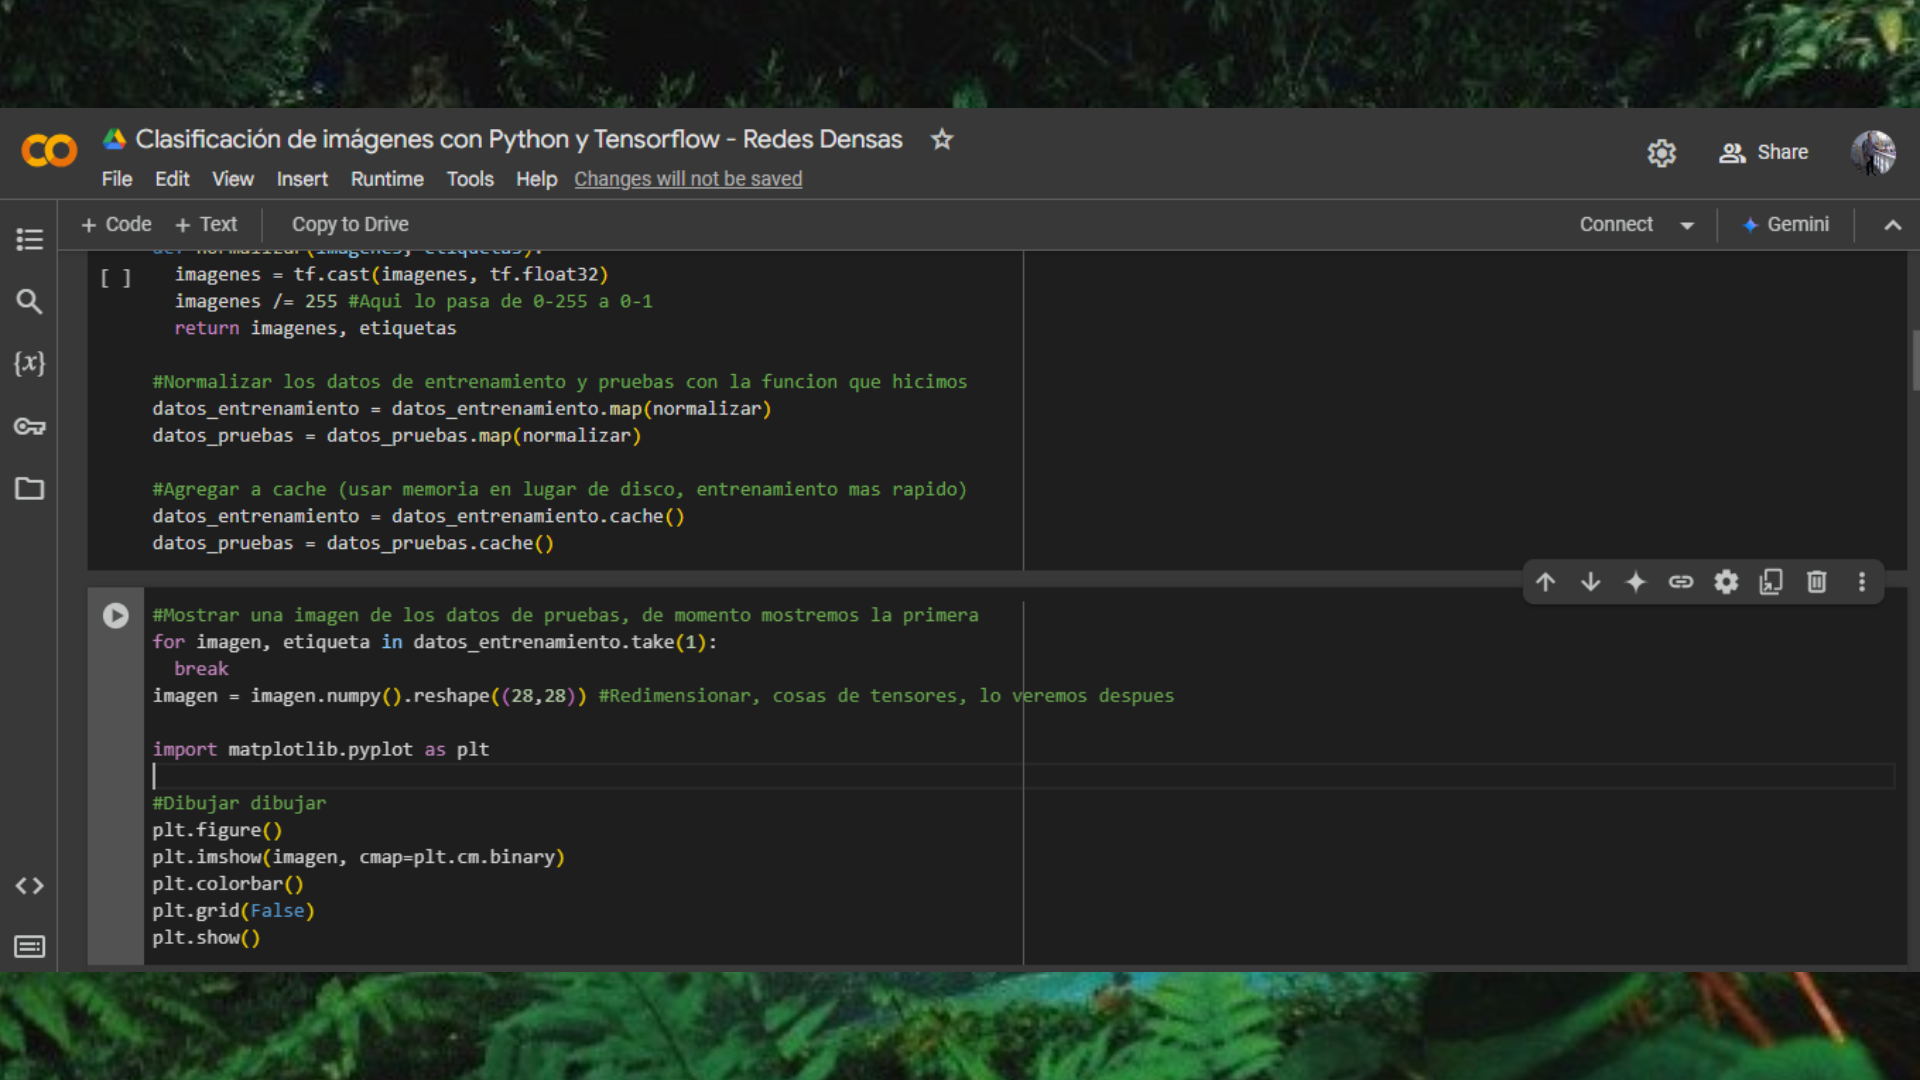 Clasificación de imágenes con Python y Tensorflow - Redes Densas
File Edit View Insert Runtime Tools Help Changes will not be saved
Share
+ Code + Text Copy to Drive
Connect
Gemini
def normalizar(imagenes, etiquetas):
[ ] imagenes = tf.cast(imagenes, tf.float32)
imagenes /= 255 #Aqui lo pasa de 0-255 a 0-1
return imagenes, etiquetas
#Normalizar los datos de entrenamiento y pruebas con la funcion que hicimos
datos_entrenamiento = datos_entrenamiento.map(normalizar)
datos_pruebas = datos_pruebas.map(normalizar)
#Agregar a cache (usar memoria en lugar de disco, entrenamiento mas rapido)
datos_entrenamiento = datos_entrenamiento.cache()
datos_pruebas = datos_pruebas.cache()
#Mostrar una imagen de los datos de pruebas, de momento mostremos la primera
for imagen, etiqueta in datos_entrenamiento.take(1):
break
imagen = imagen.numpy().reshape((28,28)) #Redimensionar, cosas de tensores, lo veremos despues
import matplotlib.pyplot as plt
#Dibujar dibujar
plt.figure()
plt.imshow(imagen, cmap=plt.cm.binary)
plt.colorbar()
plt.grid(False)
plt.show()
{x}